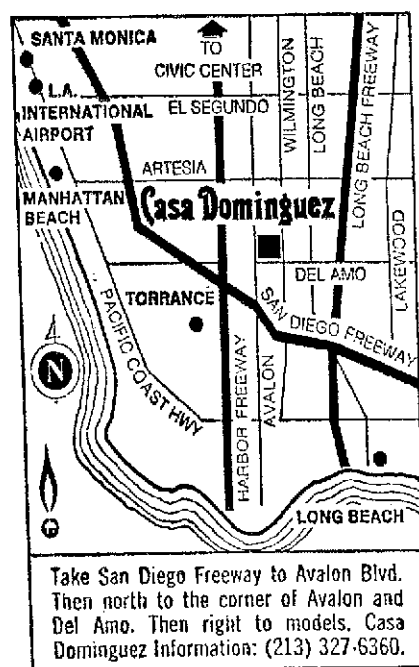 SANTA MONICA
TO
CIVIC CENTER
L.A.
INTERNATIONAL
AIRPORT
EL SEGUNDO
WILMINGTON
LONG BEACH
LONG BEACH FREEWAY
ARTESIA
MANHATTAN
BEACH
Casa Dominguez
LAKEWOOD
DEL AMO
TORRANCE
SAN DIEGO FREEWAY
PACIFIC COAST HWY
N
HARBOR FREEWAY
AVALON
LONG BEACH
Take San Diego Freeway to Avalon Blvd.
Then north to the corner of Avalon and
Del Amo. Then right to models. Casa
Dominguez Information: (213) 327-6360.